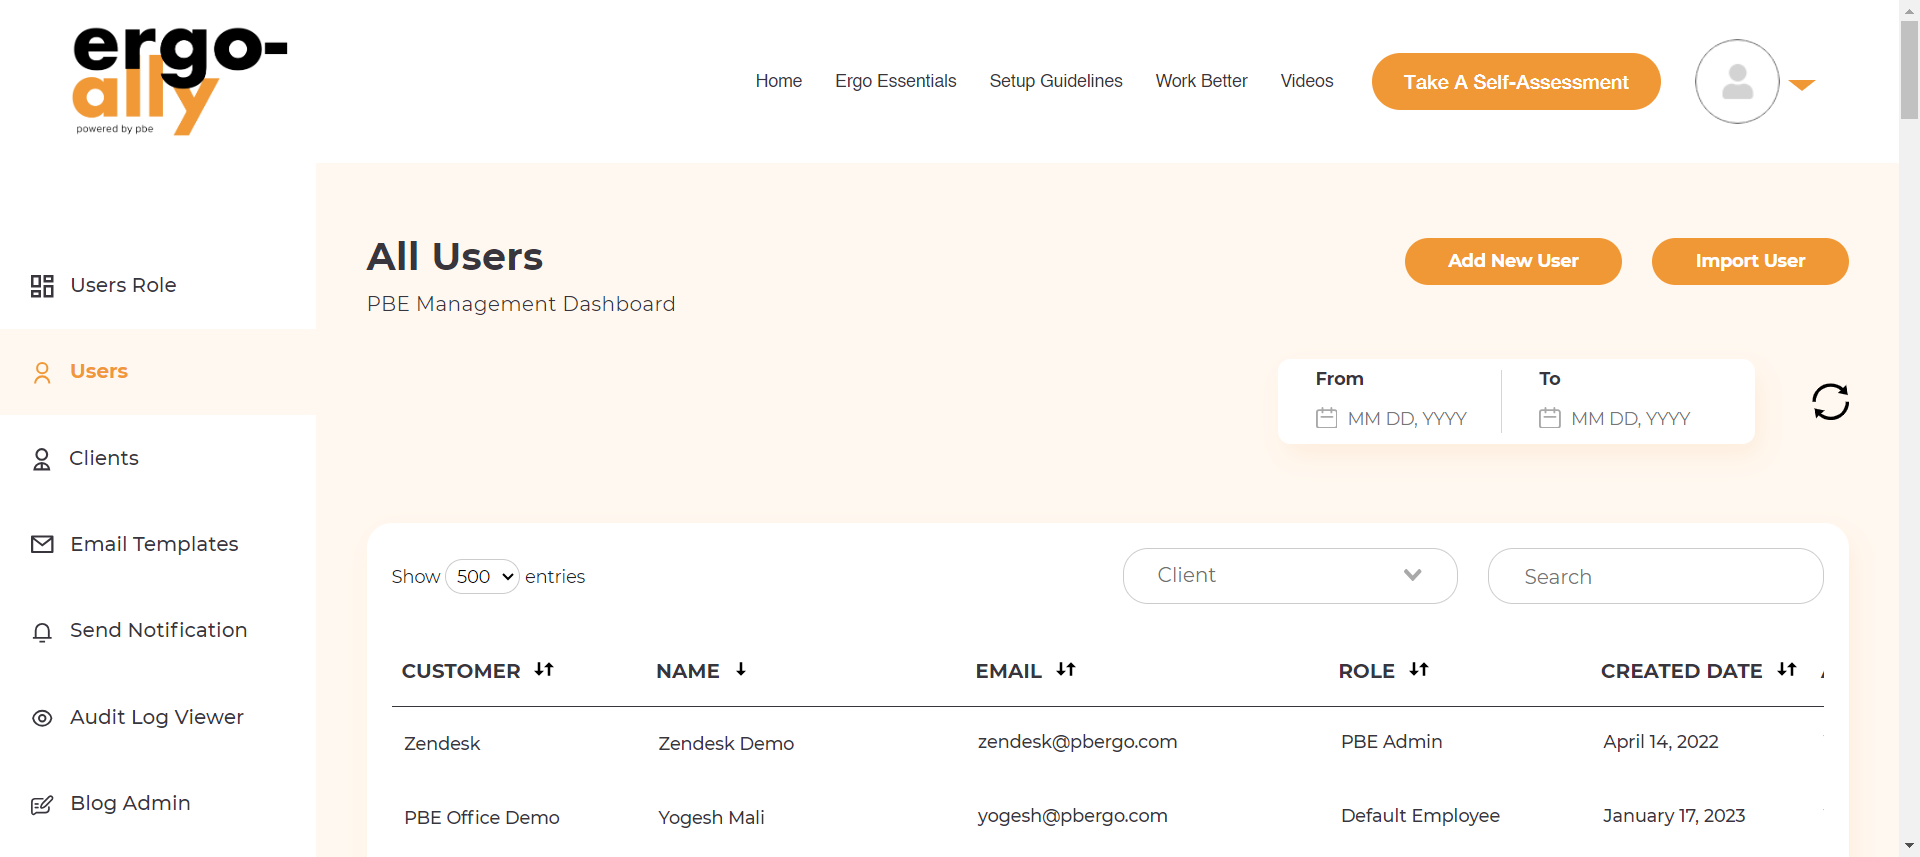 ergo-
ally
powered by pbe
Home Ergo Essentials Setup Guidelines Work Better Videos Take A Self-Assessment
Users Role
Users
Clients
Email Templates
Send Notification
Audit Log Viewer
Blog Admin
All Users
PBE Management Dashboard
Add New User Import User
From To
MM DD, YYYY MM DD, YYYY
Show 500 entries Client Search
CUSTOMER NAME EMAIL ROLE CREATED DATE
Zendesk Zendesk Demo zendesk@pbergo.com PBE Admin April 14, 2022
PBE Office Demo Yogesh Mali yogesh@pbergo.com Default Employee January 17, 2023